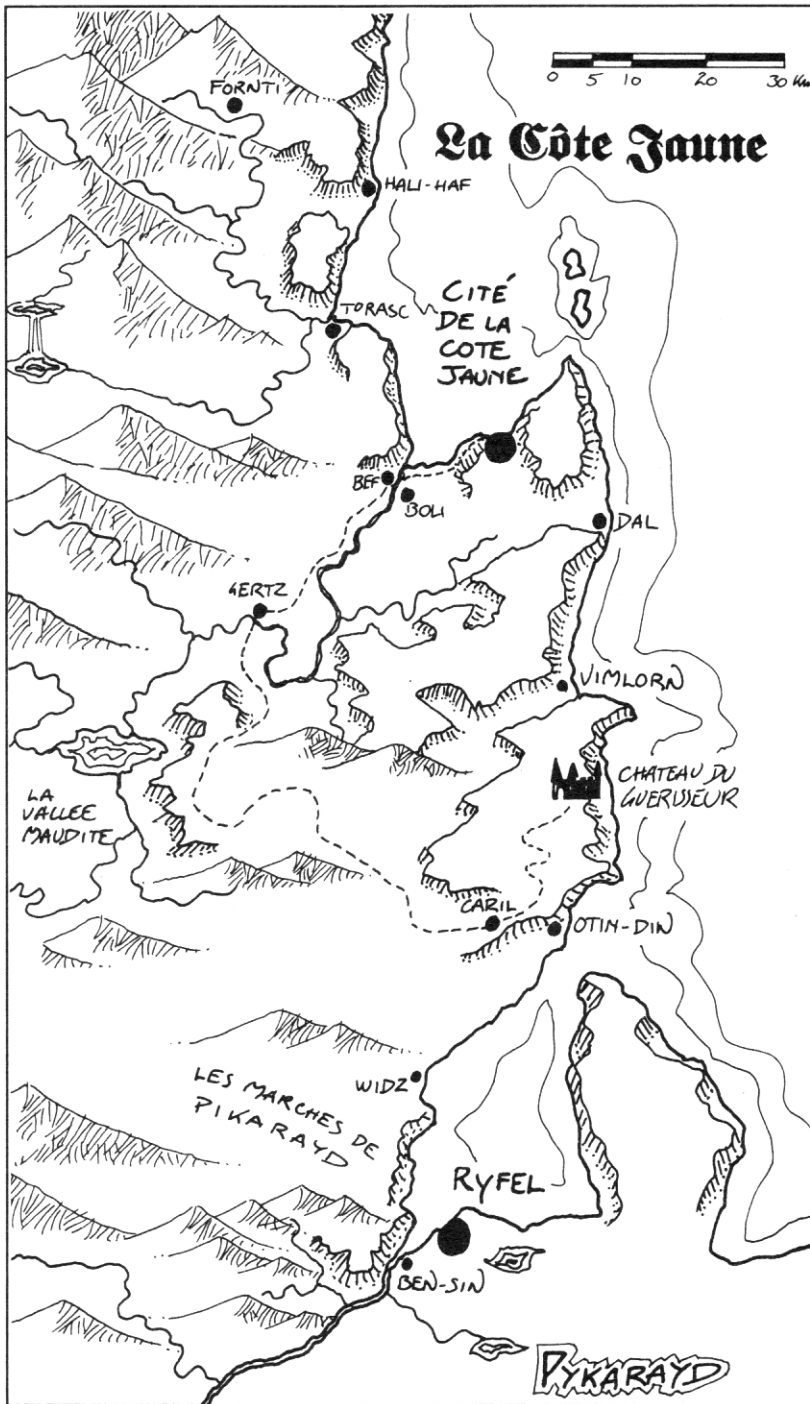 0 5 10 20 30 Km
La Côte Jaune
FORNTI
HALI-HAF
CITÉ
DE LA
COTE
JAUNE
TORASC
BEF
BOLI
DAL
GERTZ
VIMLORN
CHATEAU DU
GUERISSEUR
LA
VALLEE
MAUDITE
CARIL
OTIN-DIN
WIDZ
LES MARCHES DE
PIKARAYD
RYFEL
BEN-SIN
PYKARAYD